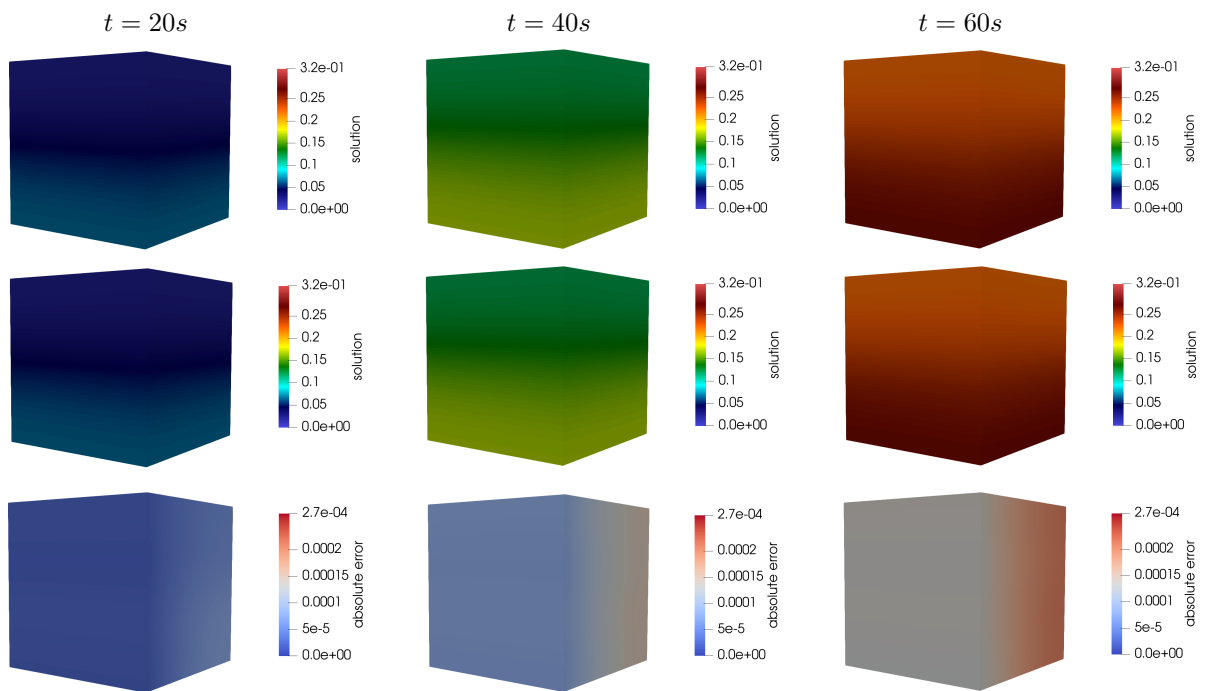 t = 20s
t = 40s
t = 60s
3.2e-01
0.25
0.2
0.15
0.1
0.05
0.0e+00
solution
3.2e-01
0.25
0.2
0.15
0.1
0.05
0.0e+00
solution
3.2e-01
0.25
0.2
0.15
0.1
0.05
0.0e+00
solution
3.2e-01
0.25
0.2
0.15
0.1
0.05
0.0e+00
solution
3.2e-01
0.25
0.2
0.15
0.1
0.05
0.0e+00
solution
3.2e-01
0.25
0.2
0.15
0.1
0.05
0.0e+00
solution
2.7e-04
0.0002
0.00015
0.0001
5e-5
0.0e+00
absolute error
2.7e-04
0.0002
0.00015
0.0001
5e-5
0.0e+00
absolute error
2.7e-04
0.0002
0.00015
0.0001
5e-5
0.0e+00
absolute error